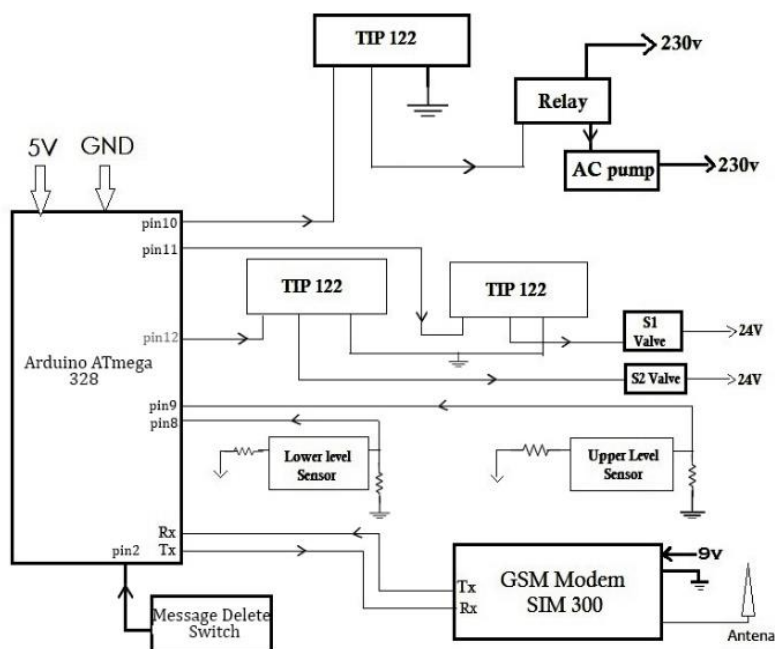 TIP 122
230v
Relay
AC pump
230v
5V
GND
pin10
pin11
TIP 122
TIP 122
S1
Valve
24V
pin12
Arduino ATmega
328
S2 Valve
24V
pin9
pin8
Lower level
Sensor
Upper Level
Sensor
Rx
Tx
pin2
9v
GSM Modem
SIM 300
Tx
Rx
Message Delete
Switch
Antena